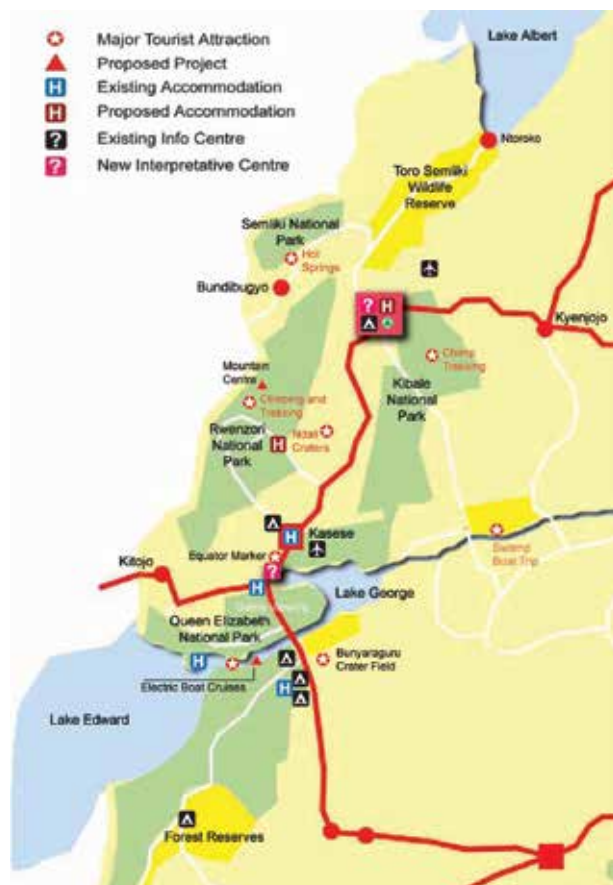 Major Tourist Attraction
Proposed Project
H Existing Accommodation
H Proposed Accommodation
? Existing Info Centre
? New Interpretative Centre
Lake Albert
Ntoroko
Toro Semliki
Wildlife
Reserve
Semliki National
Park
Hot
Springs
Bundibugyo
? H
Kyenjojo
Chimp
Trekking
Kibale
National
Park
Mountain
Centre
Climbing and
Trekking
Rwenzori
National
Park
H
Ndali
Craters
H
Kasese
Equator Marker
?
Kitojo
H
Swamp
Boat Trip
Lake George
Queen Elizabeth
National Park
H
Electric Boat Cruises
Bunyaraguru
Crater Field
H
Lake Edward
Forest Reserves